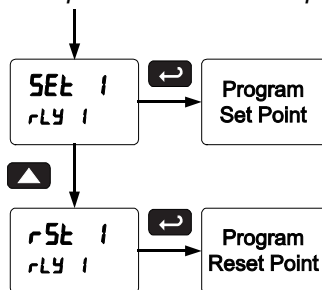 SEt 1
rLY 1
Program
Set Point
rSt 1
rLY 1
Program
Reset Point